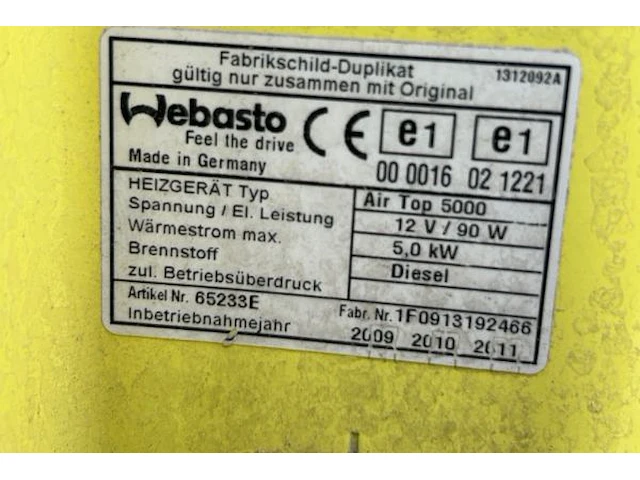 Fabrikschild-Duplikat
gültig nur zusammen mit Original
1312092A
Webasto
Feel the drive
Made in Germany
CE
e1 e1
00 0016 02 1221
HEIZGERÄT Typ Air Top 5000
Spannung / El. Leistung 12 V / 90 W
Wärmestrom max. 5,0 kW
Brennstoff Diesel
zul. Betriebsüberdruck
Artikel Nr. 65233E Fabr. Nr. 1F0913192466
Inbetriebnahmejahr 2009 2010 2011